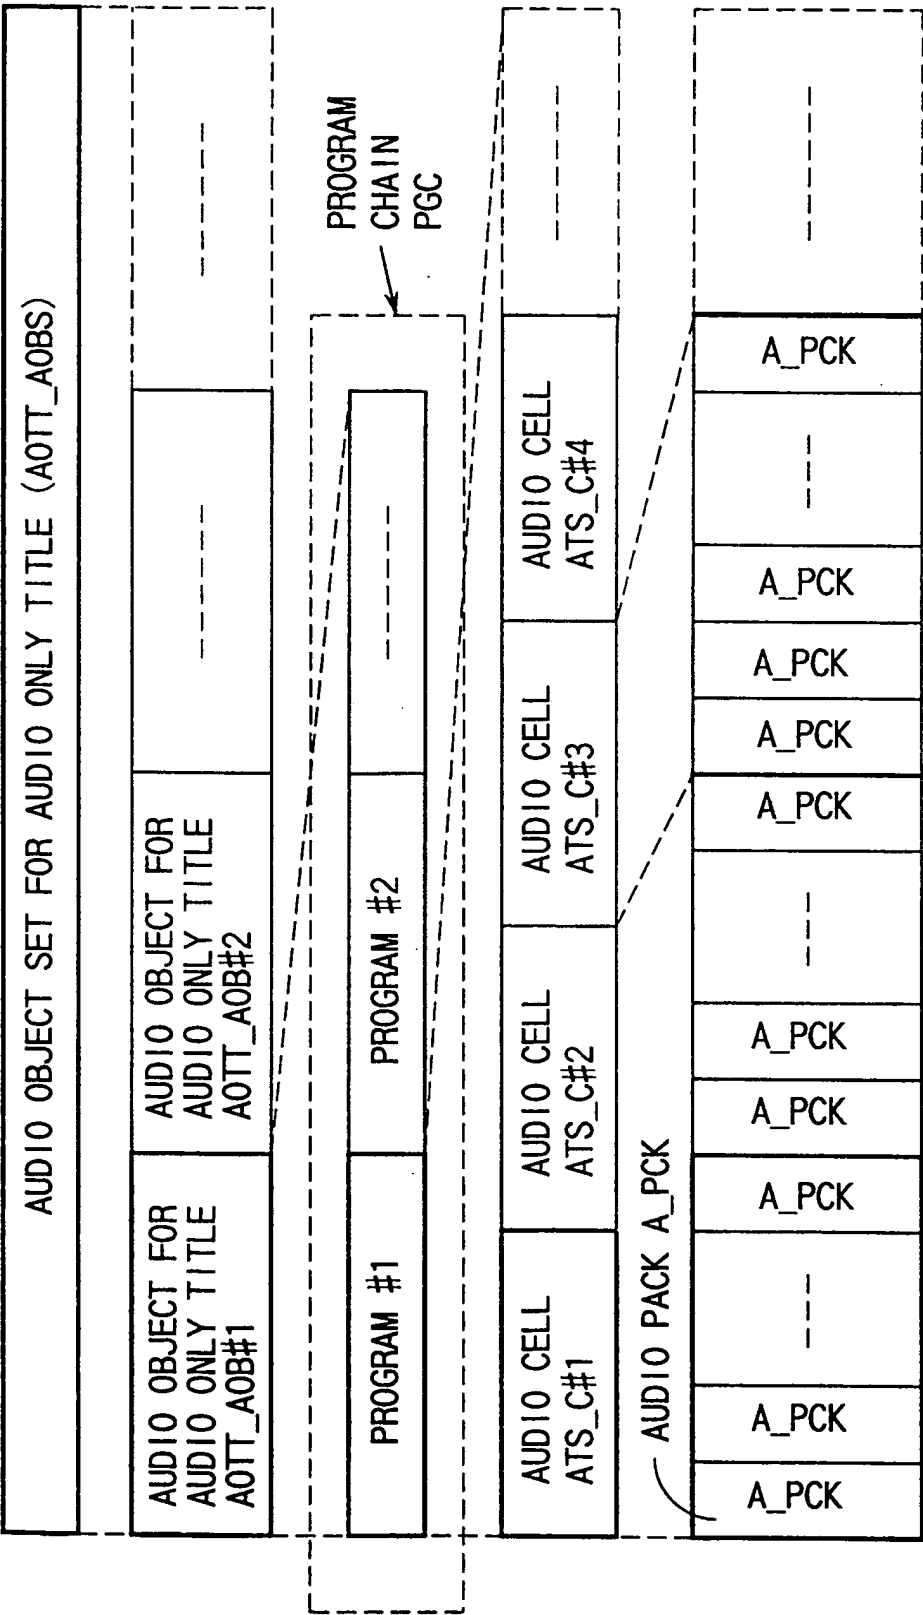 AUDIO OBJECT SET FOR AUDIO ONLY TITLE (AOTT_AOBS)
AUDIO OBJECT FOR
AUDIO ONLY TITLE
AOTT_AOB#1
AUDIO OBJECT FOR
AUDIO ONLY TITLE
AOTT_AOB#2
PROGRAM
CHAIN
PGC
PROGRAM #1
PROGRAM #2
AUDIO CELL
ATS_C#1
AUDIO CELL
ATS_C#2
AUDIO CELL
ATS_C#3
AUDIO CELL
ATS_C#4
AUDIO PACK A_PCK
A_PCK
A_PCK
A_PCK
A_PCK
A_PCK
A_PCK
A_PCK
A_PCK
A_PCK
A_PCK